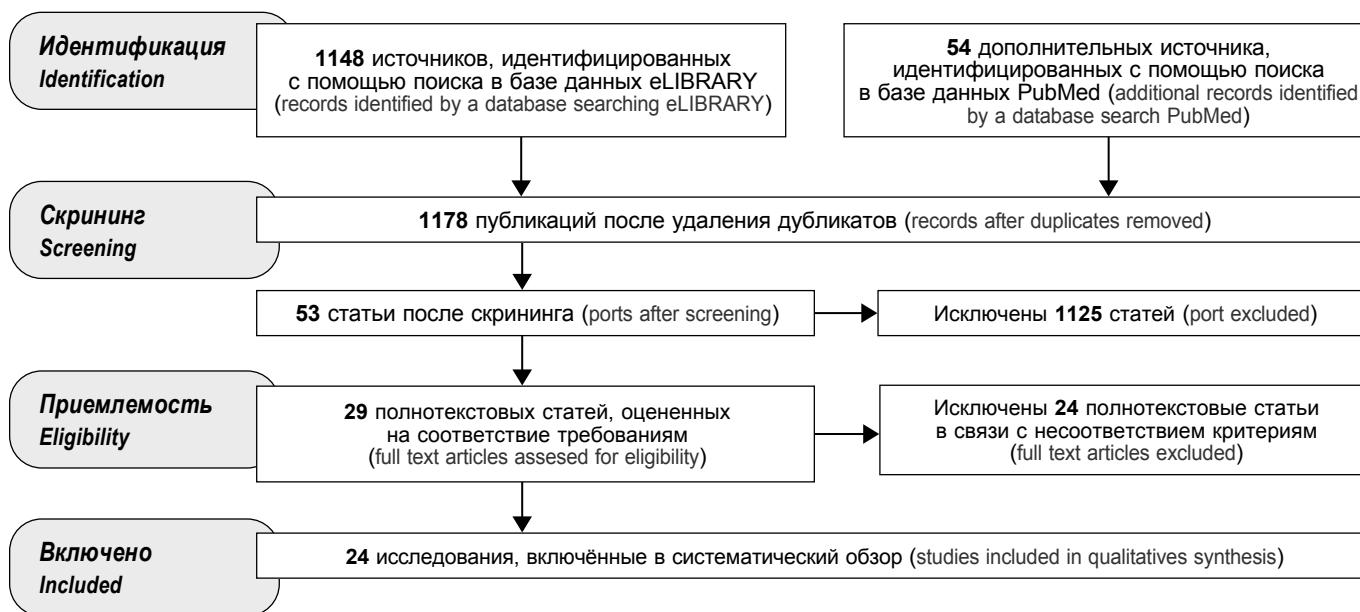 Идентификация
Identification
1148 источников, идентифицированных
с помощью поиска в базе данных eLIBRARY
(records identified by a database searching eLIBRARY)
54 дополнительных источника,
идентифицированных с помощью поиска
в базе данных PubMed (additional records identified
by a database search PubMed)
Скрининг
Screening
1178 публикаций после удаления дубликатов (records after duplicates removed)
53 статьи после скрининга (ports after screening)
Исключены 1125 статей (port excluded)
Приемлемость
Eligibility
29 полнотекстовых статей, оцененных
на соответствие требованиям
(full text articles assesed for eligibility)
Исключены 24 полнотекстовые статьи
в связи с несоответствием критериям
(full text articles excluded)
Включено
Included
24 исследования, включённые в систематический обзор (studies included in qualitatives synthesis)